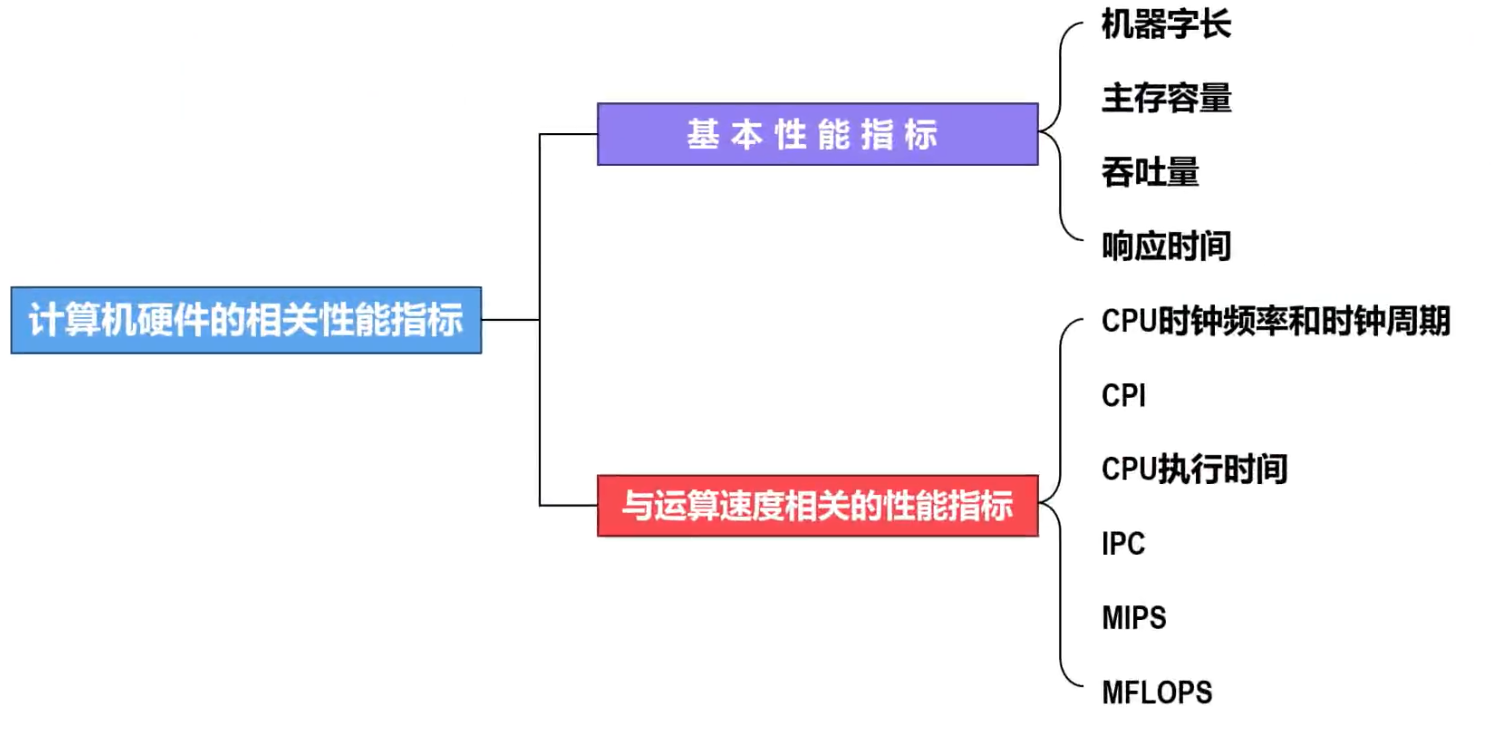 计算机硬件的相关性能指标
基本性能指标
机器字长
主存容量
吞吐量
响应时间
与运算速度相关的性能指标
CPU时钟频率和时钟周期
CPI
CPU执行时间
IPC
MIPS
MFLOPS